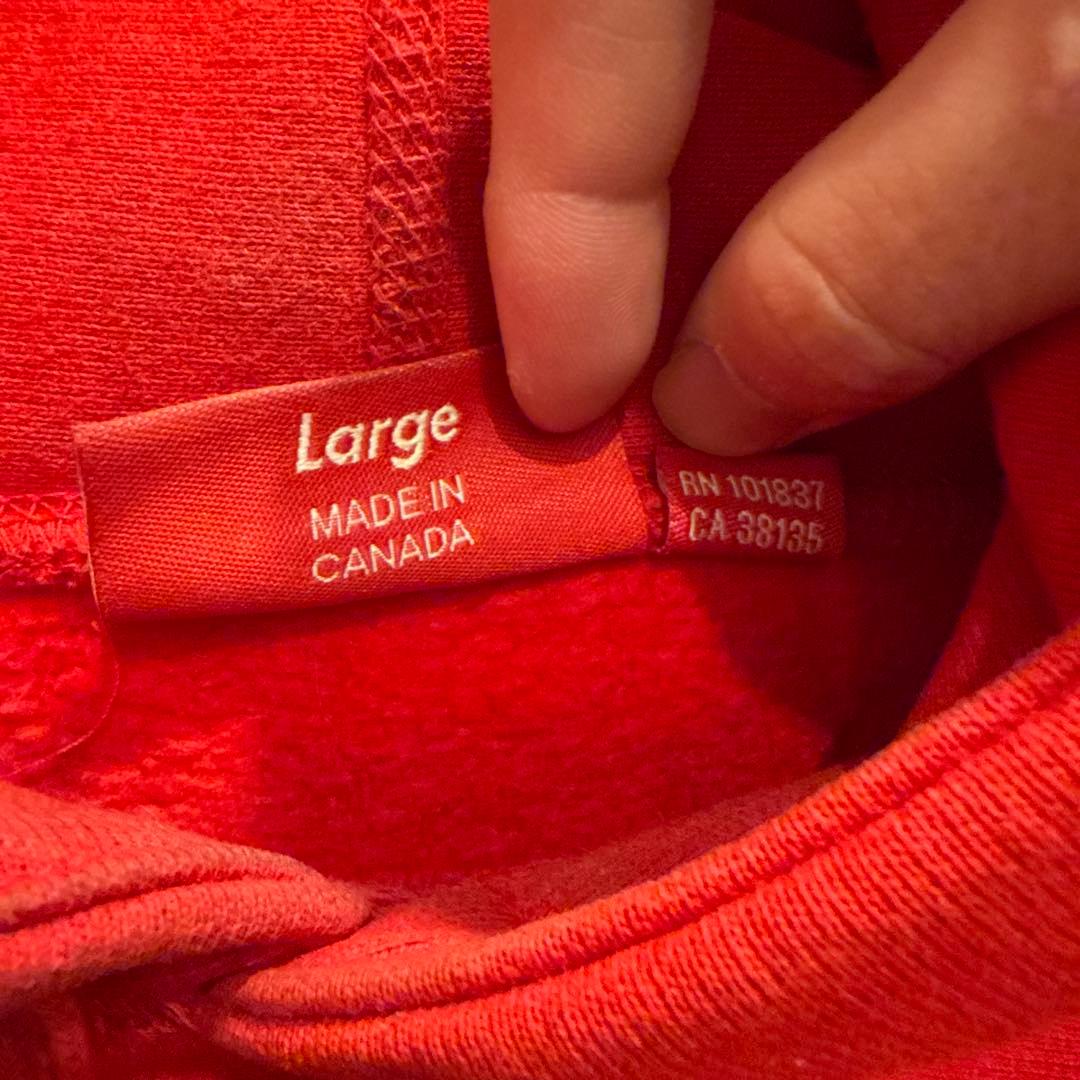 Large
MADE IN
CANADA
RN 101837
CA 38135